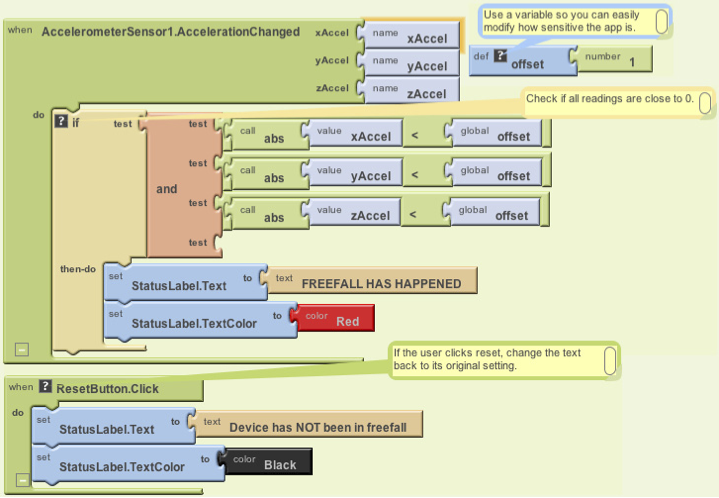 Use a variable so you can easily
modify how sensitive the app is.
when AccelerometerSensor1.AccelerationChanged xAccel name xAccel
def ? offset number 1
yAccel name yAccel
zAccel name zAccel
Check if all readings are close to 0.
do ? if test test call abs value xAccel < global offset
test call abs value yAccel < global offset
and
test call abs value zAccel < global offset
test
then-do set StatusLabel.Text to text FREEFALL HAS HAPPENED
set StatusLabel.TextColor to color Red
If the user clicks reset, change the text
back to its original setting.
when ? ResetButton.Click
do set StatusLabel.Text to text Device has NOT been in freefall
set StatusLabel.TextColor to color Black